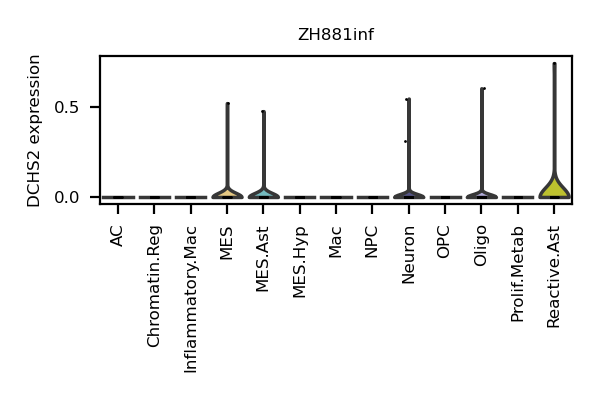 ZH881inf
DCHS2 expression
0.5
0.0
AC
Chromatin.Reg
Inflammatory.Mac
MES
MES.Ast
MES.Hyp
Mac
NPC
Neuron
OPC
Oligo
Prolif.Metab
Reactive.Ast